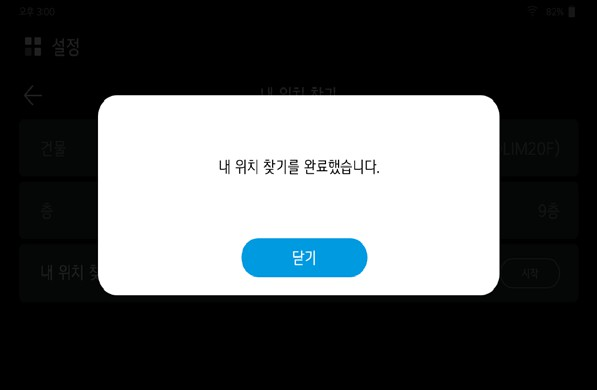 오후 3:00
62%
설정
내 위치 찾기
건물
LIM20F)
내 위치 찾기를 완료했습니다.
층
9층
닫기
내 위치 찾
시작